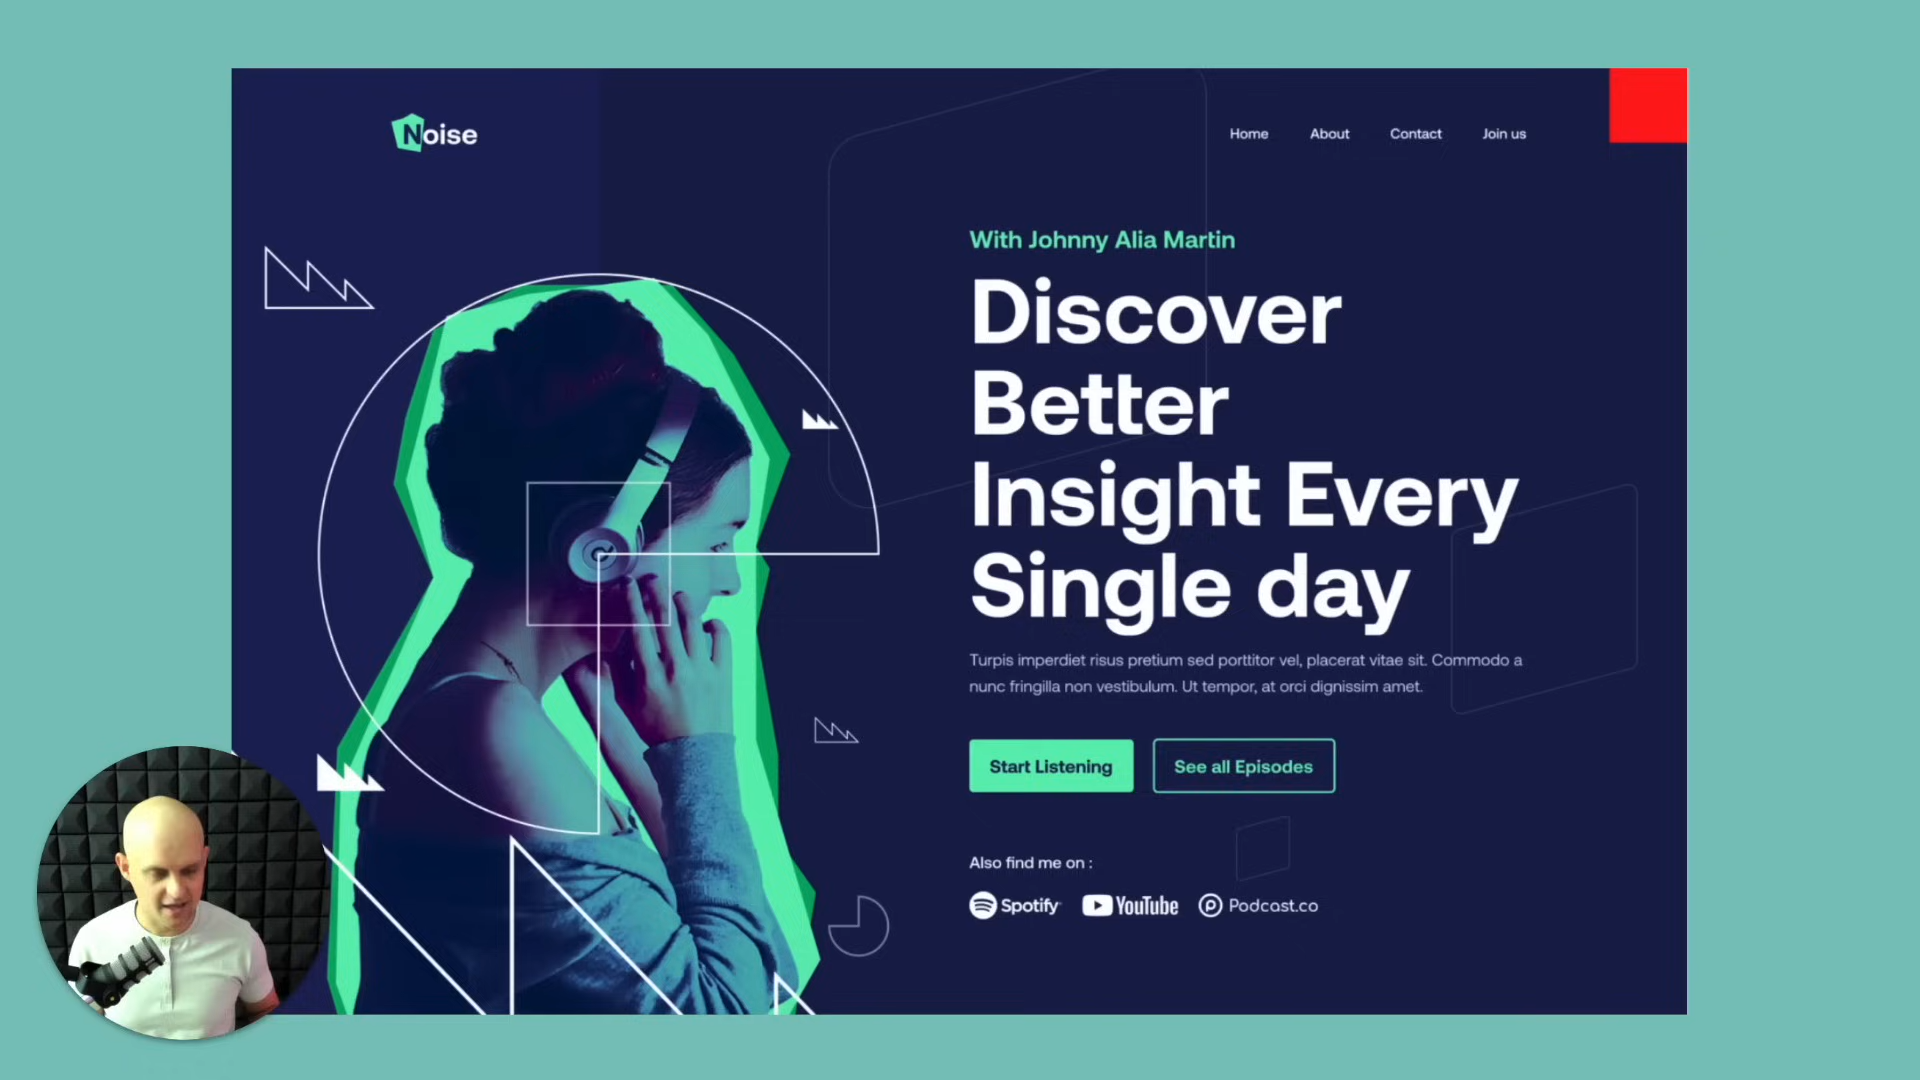 Noise
Home About Contact Join us
With Johnny Alia Martin
Discover
Better
Insight Every
Single day
Turpis imperdiet risus pretium sed porttitor vel, placerat vitae sit. Commodo a
nunc fringilla non vestibulum. Ut tempor, at orci dignissim amet.
Start Listening See all Episodes
Also find me on :
Spotify YouTube Podcast.co